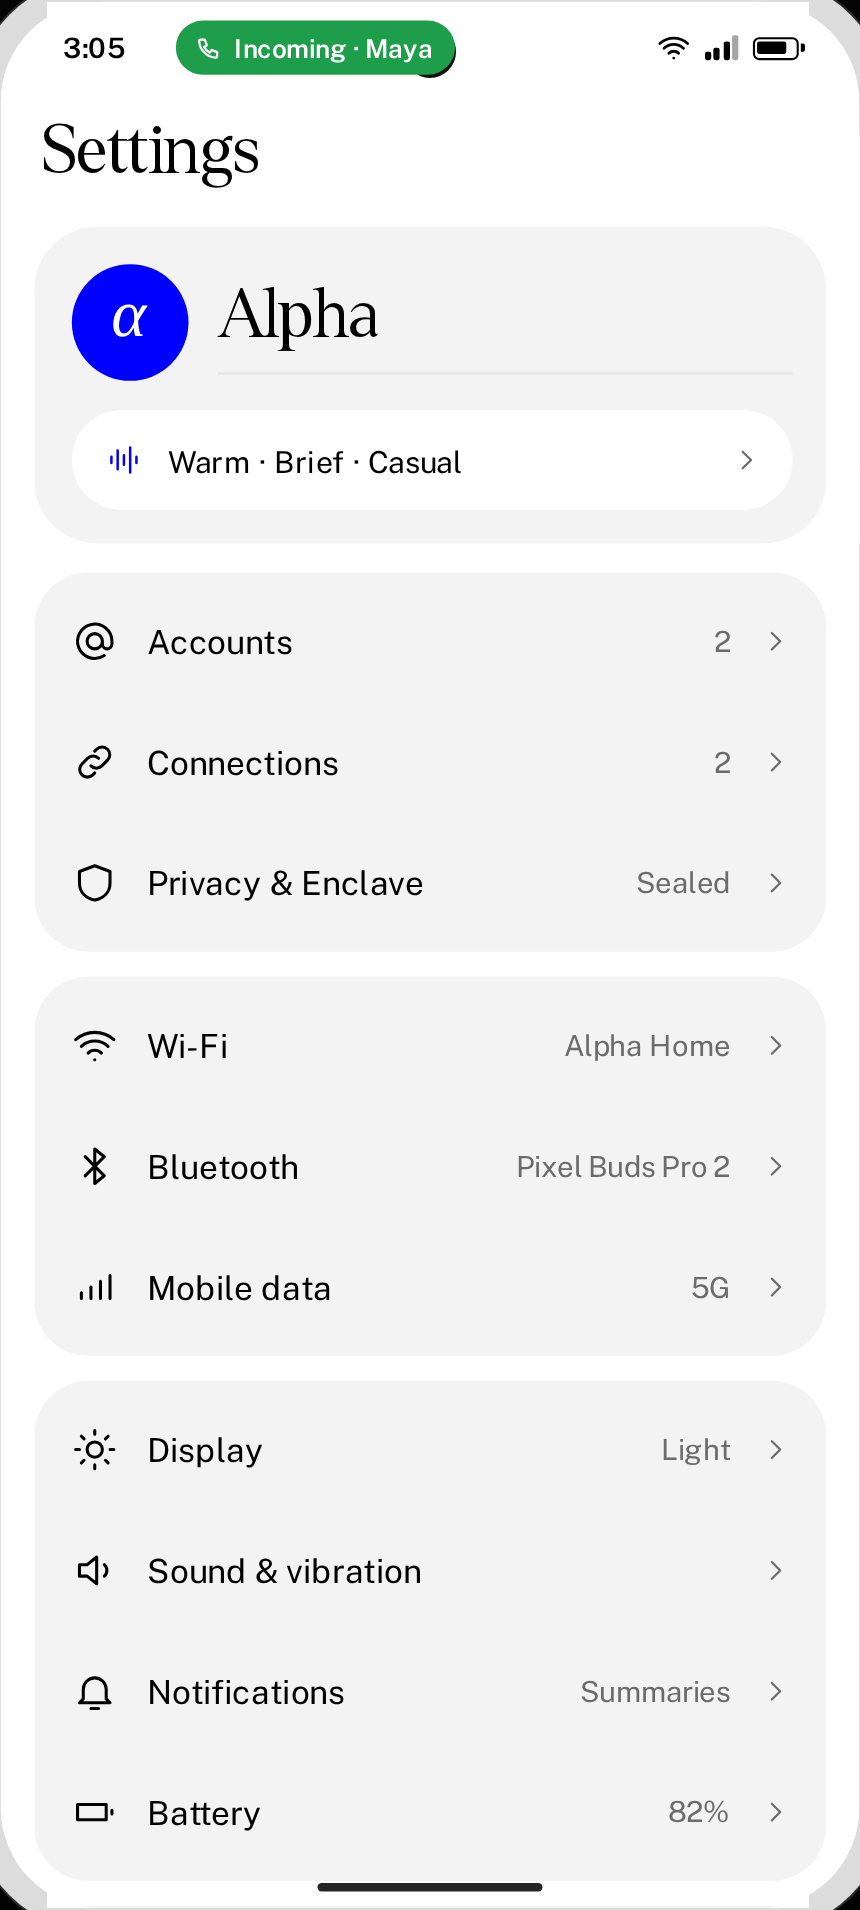 3:05
Incoming · Maya
Settings
α
Alpha
Warm · Brief · Casual
Accounts 2
Connections 2
Privacy & Enclave Sealed
Wi-Fi Alpha Home
Bluetooth Pixel Buds Pro 2
Mobile data 5G
Display Light
Sound & vibration
Notifications Summaries
Battery 82%